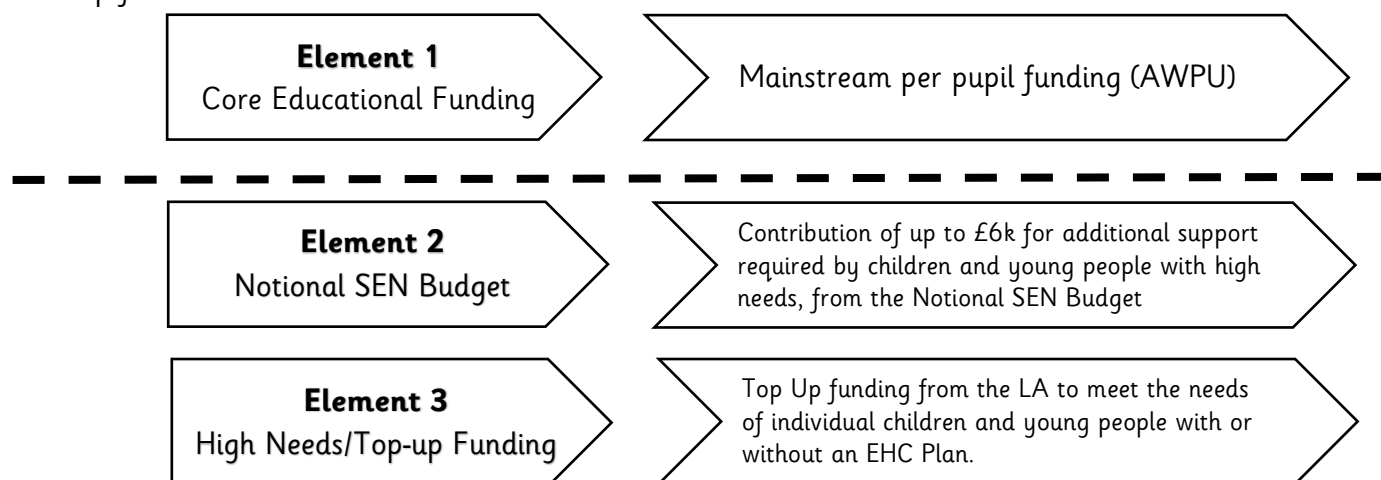 Element 1
Core Educational Funding
Mainstream per pupil funding (AWPU)
Element 2
Notional SEN Budget
Contribution of up to £6k for additional support
required by children and young people with high
needs, from the Notional SEN Budget
Element 3
High Needs/Top-up Funding
Top Up funding from the LA to meet the needs
of individual children and young people with or
without an EHC Plan.